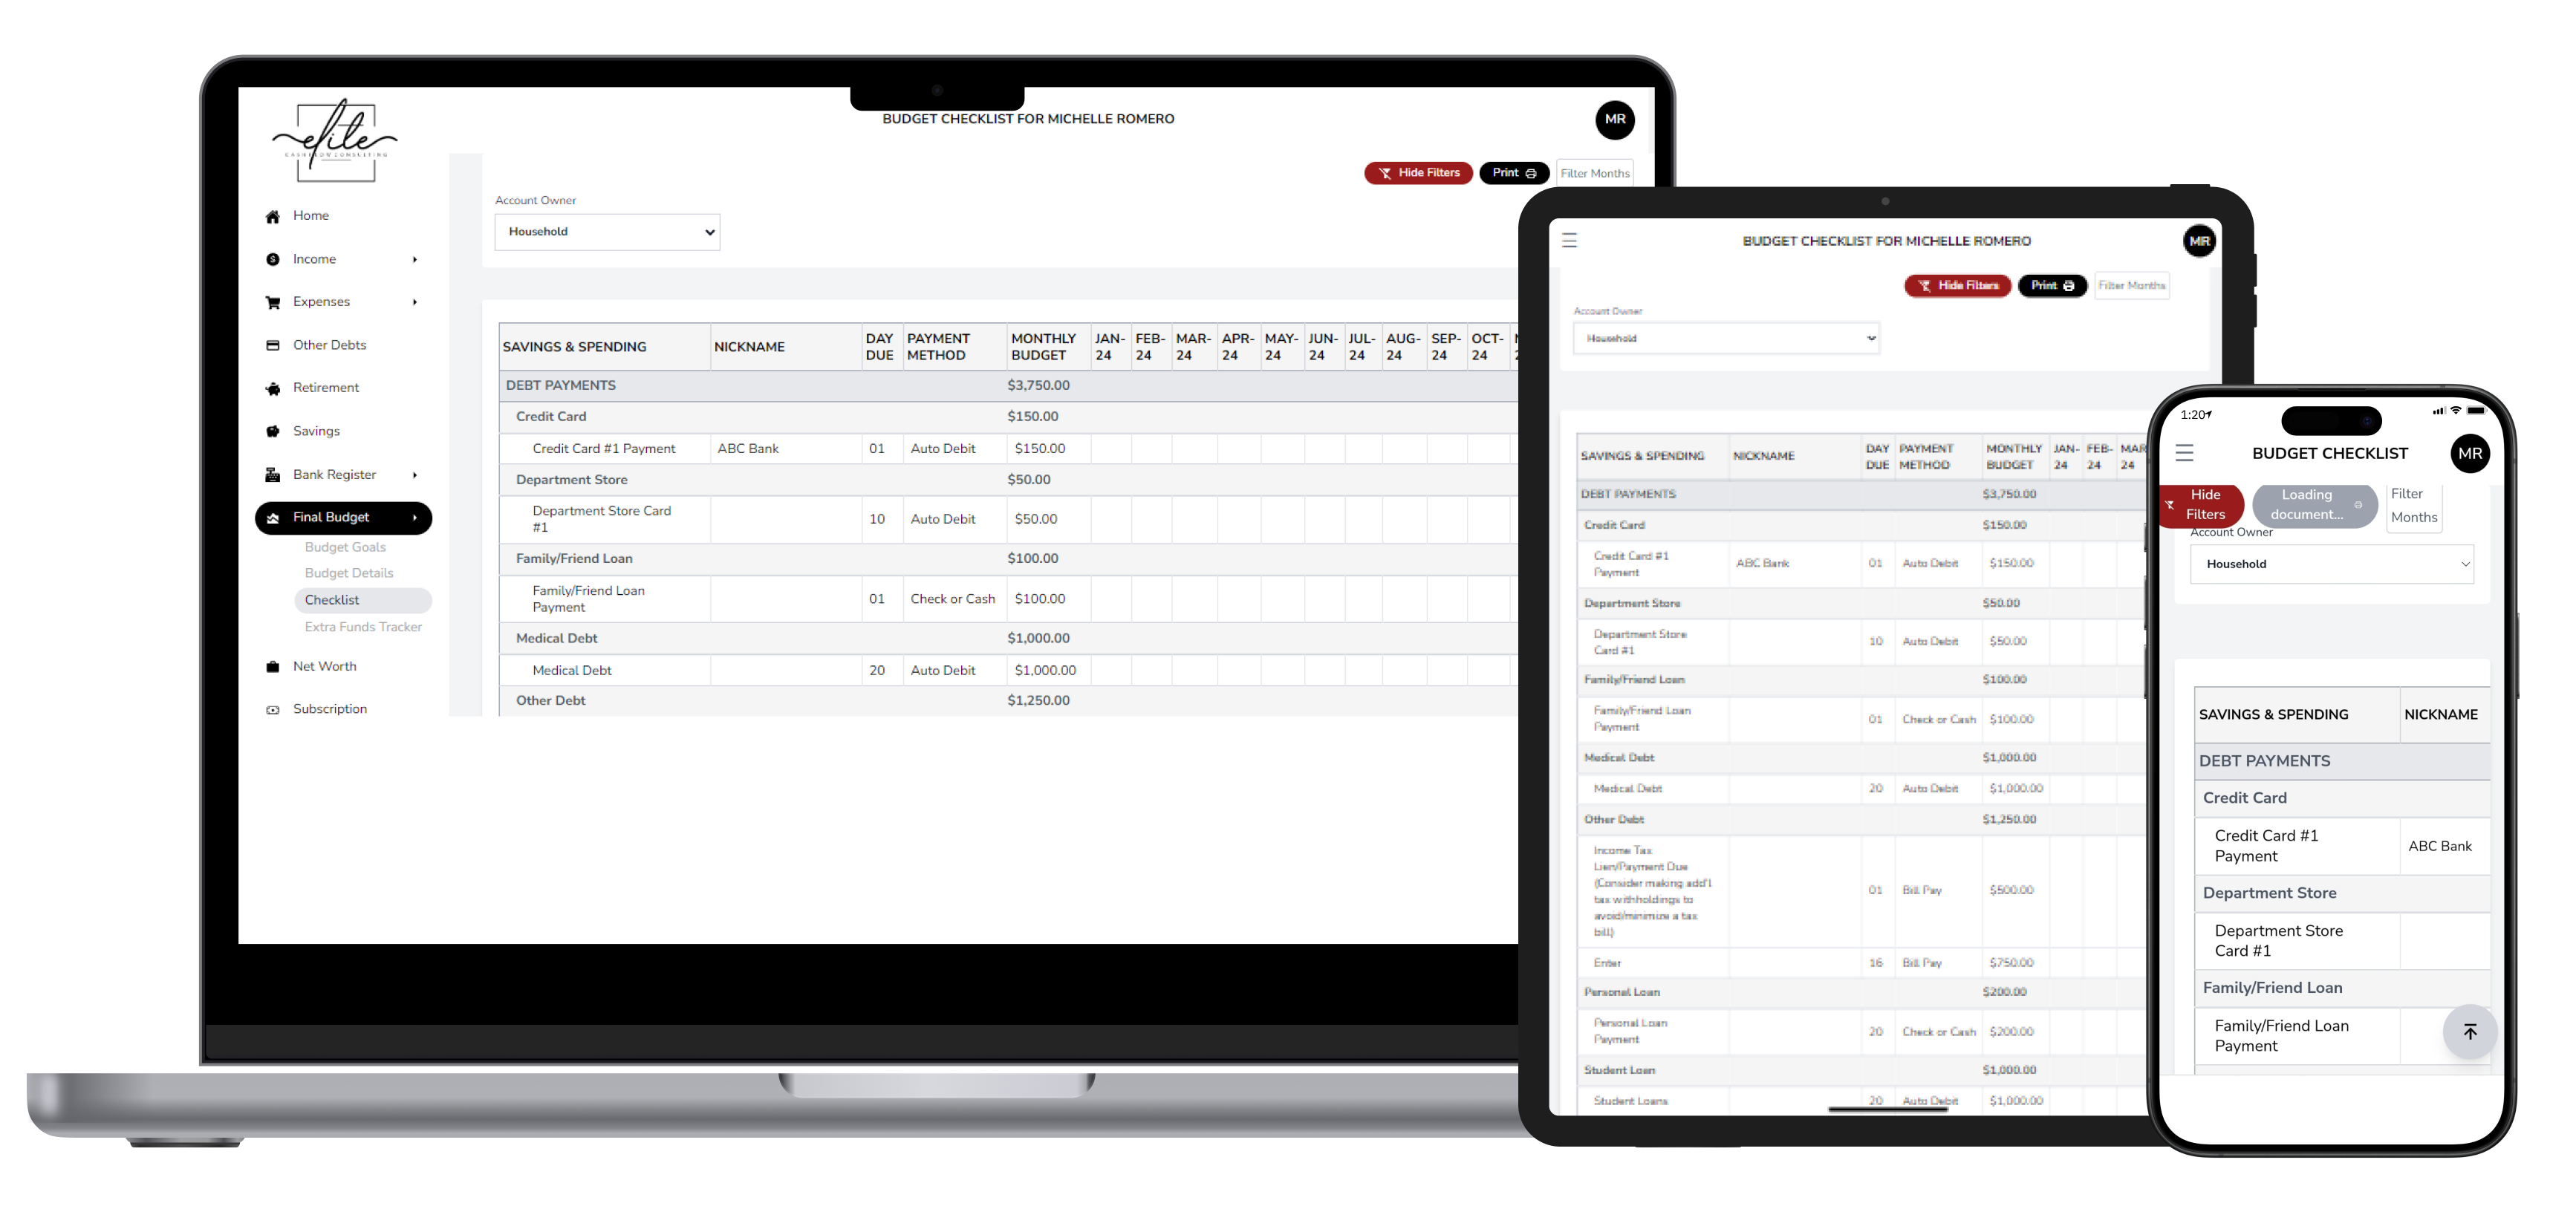 elite
CASHFLOW CONSULTING
BUDGET CHECKLIST FOR MICHELLE ROMERO
MR
Hide Filters
Print
Filter Months
Account Owner
Household
Home
Income
Expenses
Other Debts
Retirement
Savings
Bank Register
Final Budget
Budget Goals
Budget Details
Checklist
Extra Funds Tracker
Net Worth
Subscription
SAVINGS & SPENDING NICKNAME DAY DUE PAYMENT METHOD MONTHLY BUDGET JAN-24 FEB-24 MAR-24 APR-24 MAY-24 JUN-24 JUL-24 AUG-24 SEP-24 OCT-24
DEBT PAYMENTS $3,750.00
Credit Card $150.00
Credit Card #1 Payment ABC Bank 01 Auto Debit $150.00
Department Store $50.00
Department Store Card
#1 10 Auto Debit $50.00
Family/Friend Loan $100.00
Family/Friend Loan
Payment 01 Check or Cash $100.00
Medical Debt $1,000.00
Medical Debt 20 Auto Debit $1,000.00
Other Debt $1,250.00
BUDGET CHECKLIST FOR MICHELLE ROMERO
MR
Hide Filters
Print
Filter Months
Account Owner
Household
SAVINGS & SPENDING NICKNAME DAY DUE PAYMENT METHOD MONTHLY BUDGET JAN-24 FEB-24 MAR 24
DEBT PAYMENTS $3,750.00
Credit Card $150.00
Credit Card #1
Payment ABC Bank 01 Auto Debit $150.00
Department Store $50.00
Department Store
Card #1 10 Auto Debit $50.00
Family/Friend Loan $100.00
Family/Friend Loan
Payment 01 Check or Cash $100.00
Medical Debt $1,000.00
Medical Debt 20 Auto Debit $1,000.00
Other Debt $1,250.00
Income Tax
Lien/Payment Due
(Consider making add'l
tax withholdings to
avoid/minimize a tax
bill) 01 Bill Pay $500.00
Enter 16 Bill Pay $750.00
Personal Loan $200.00
Personal Loan
Payment 20 Check or Cash $200.00
Student Loan $1,000.00
Student Loans 20 Auto Debit $1,000.00
1:20
BUDGET CHECKLIST
MR
Hide
Filters
Loading
document...
Filter
Months
Account Owner
Household
SAVINGS & SPENDING NICKNAME
DEBT PAYMENTS
Credit Card
Credit Card #1
Payment ABC Bank
Department Store
Department Store
Card #1
Family/Friend Loan
Family/Friend Loan
Payment